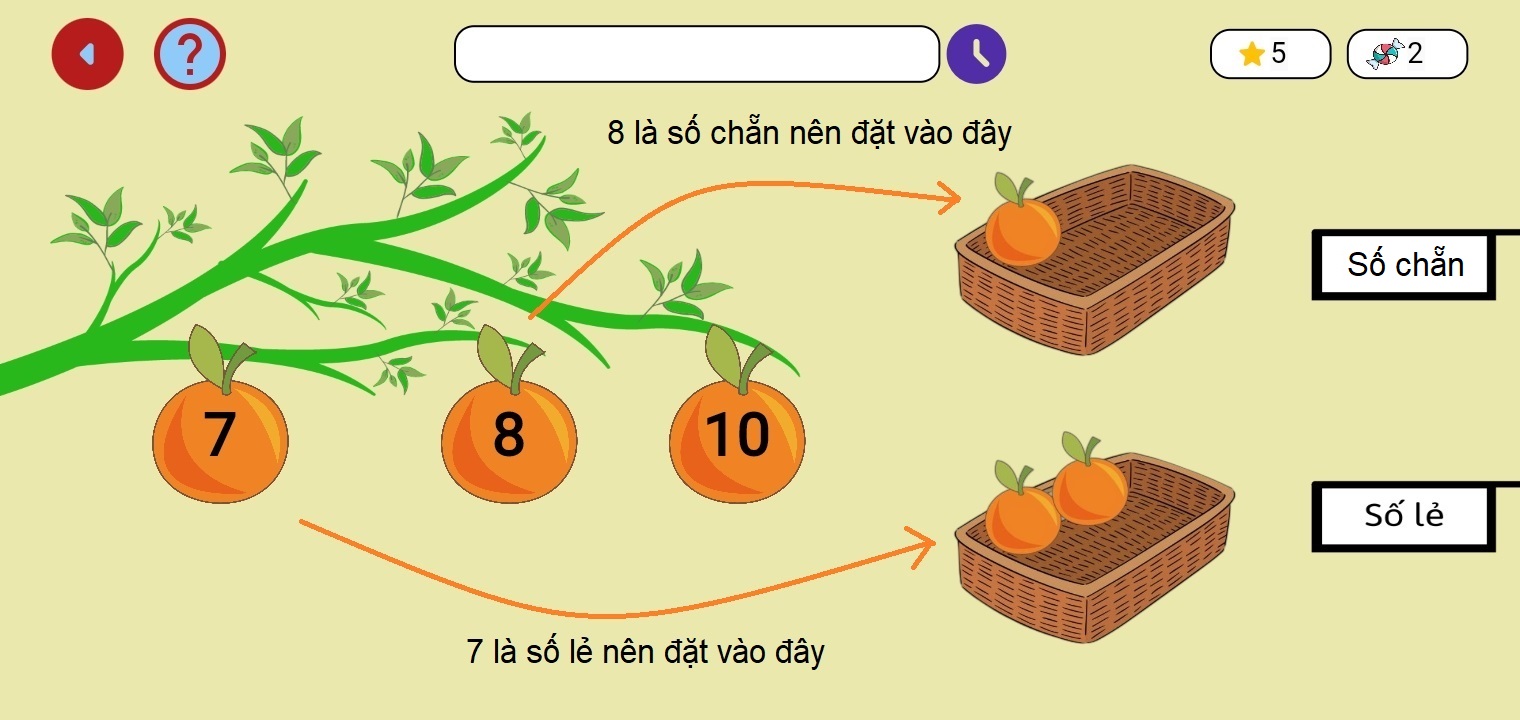 ?
5
2
8 là số chẵn nên đặt vào đây
Số chẵn
7
8
10
Số lẻ
7 là số lẻ nên đặt vào đây